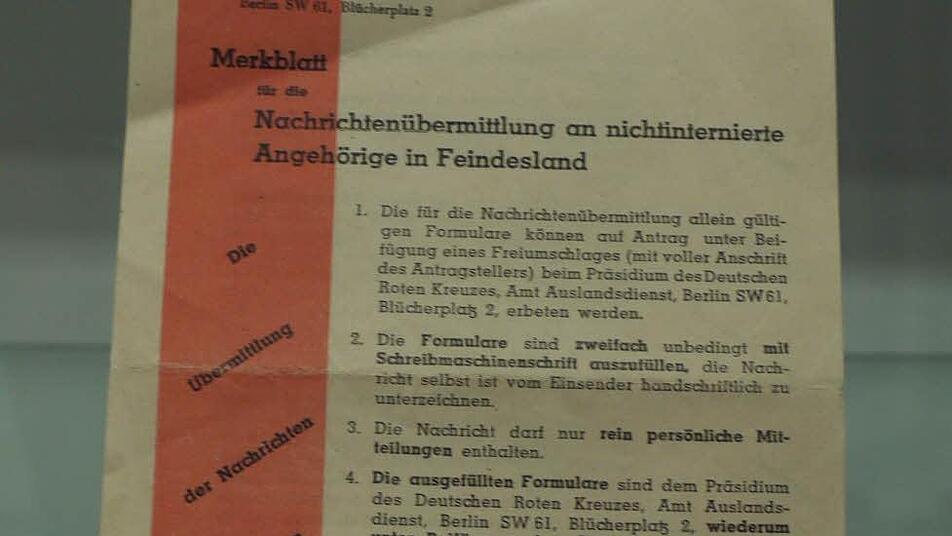 Berlin SW 61, Blücherplatz 2
Merkblatt
für die
Nachrichtenübermittlung an nichtinternierte
Angehörige in Feindesland
1. Die für die Nachrichtenübermittlung allein gülti-
gen Formulare können auf Antrag unter Bei-
fügung eines Freiumschlages (mit voller Anschrift
des Antragstellers) beim Präsidium des Deutschen
Roten Kreuzes, Amt Auslandsdienst, Berlin SW 61,
Blücherplatz 2, erbeten werden.
2. Die Formulare sind zweifach unbedingt mit
Schreibmaschinenschrift auszufüllen, die Nach-
richt selbst ist vom Einsender handschriftlich zu
unterzeichnen.
3. Die Nachricht darf nur rein persönliche Mit-
teilungen enthalten.
4. Die ausgefüllten Formulare sind dem Präsidium
des Deutschen Roten Kreuzes, Amt Auslands-
dienst, Berlin SW 61, Blücherplatz 2, wiederum
Die
Übermittlung
der Nachrichten